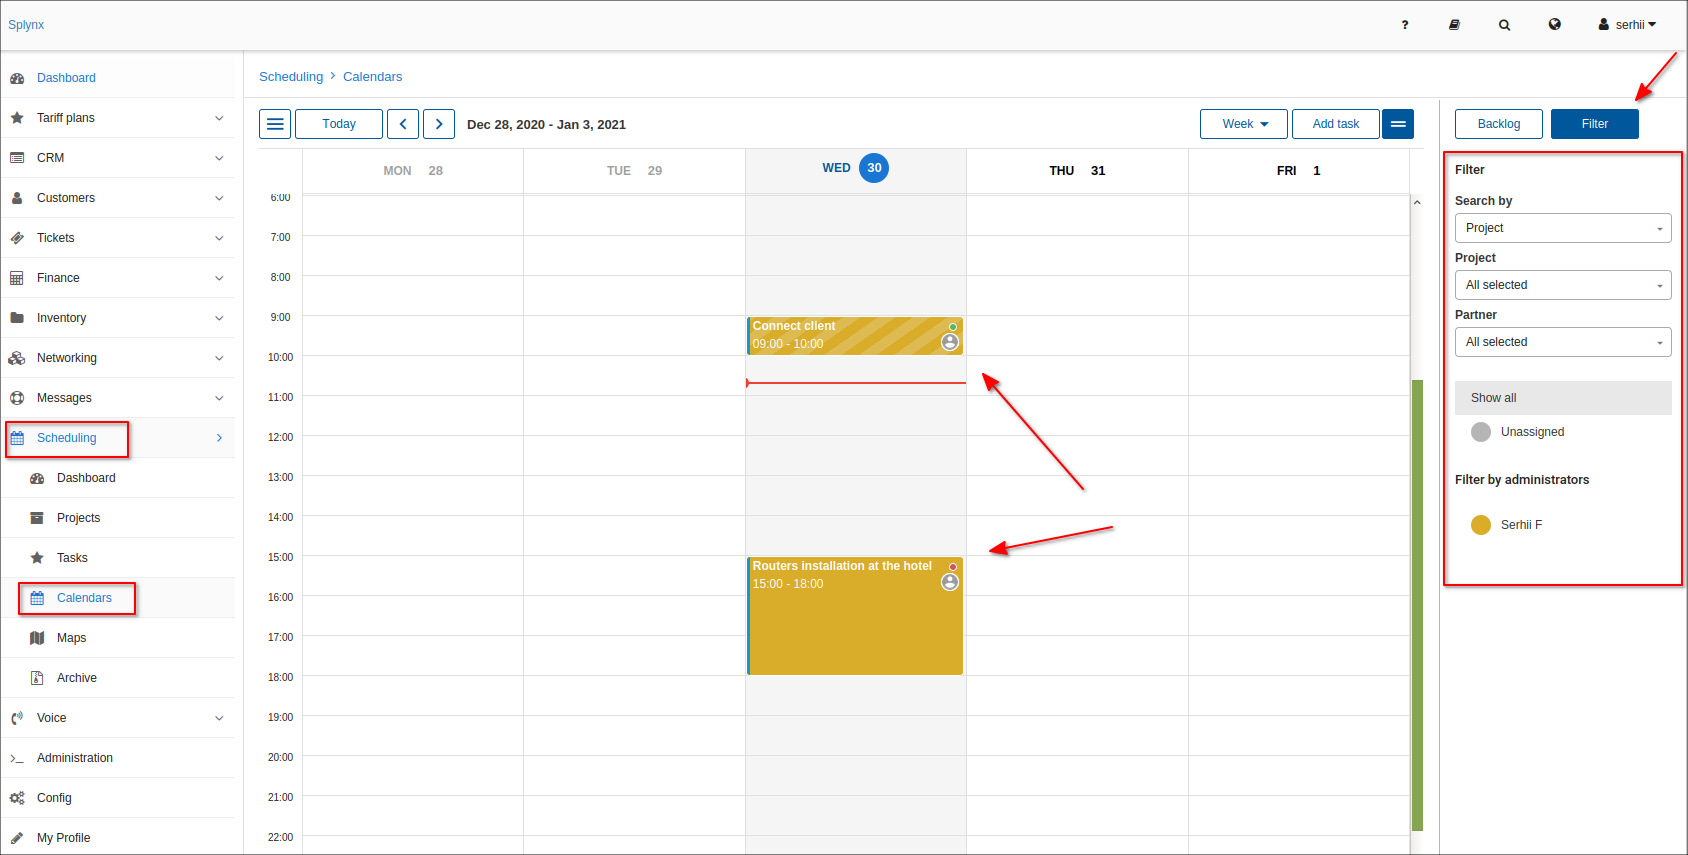 Splynx
?
serhii
Dashboard
Tariff plans
CRM
Customers
Tickets
Finance
Inventory
Networking
Messages
Scheduling
Dashboard
Projects
Tasks
Calendars
Maps
Archive
Voice
Administration
Config
My Profile
Scheduling > Calendars
Today
Dec 28, 2020 - Jan 3, 2021
Week
Add task
MON 28
TUE 29
WED 30
THU 31
FRI 1
6:00
7:00
8:00
9:00
10:00
11:00
12:00
13:00
14:00
15:00
16:00
17:00
18:00
19:00
20:00
21:00
22:00
Connect client
09:00 - 10:00
Routers installation at the hotel
15:00 - 18:00
Backlog
Filter
Filter
Search by
Project
Project
All selected
Partner
All selected
Show all
Unassigned
Filter by administrators
Serhii F